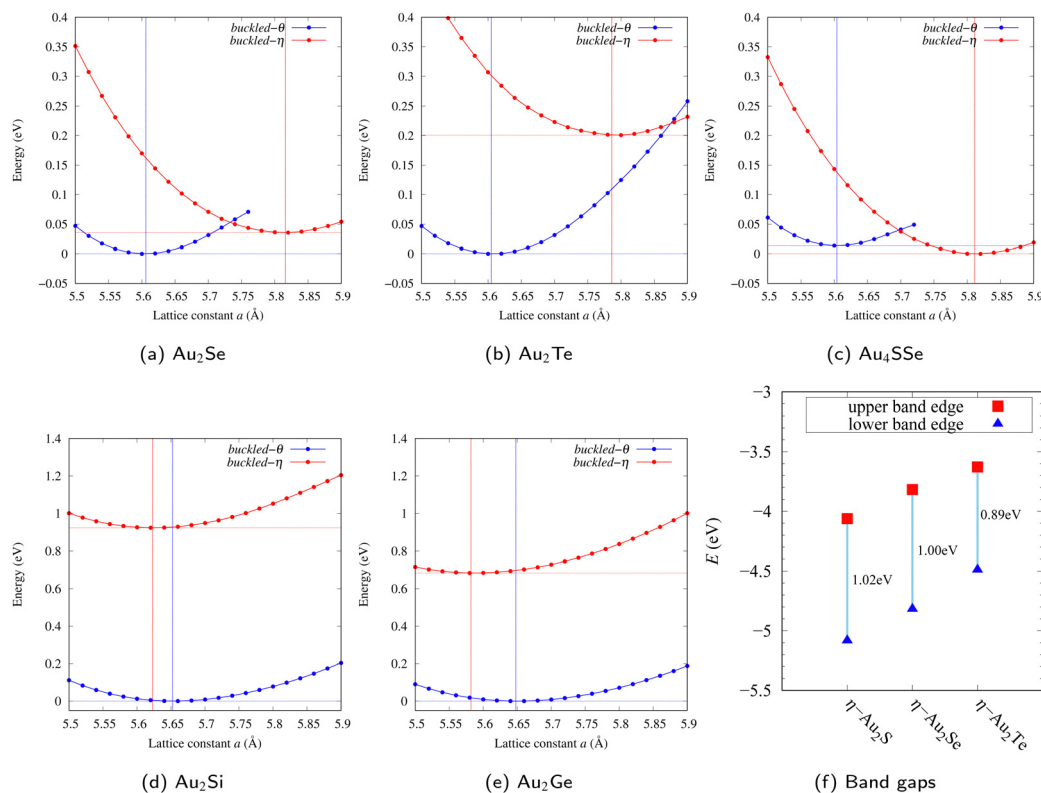 0.4
0.35
0.3
0.25
0.2
0.15
0.1
0.05
0
−0.05
Energy (eV)
buckled−θ
buckled−η
5.5 5.55 5.6 5.65 5.7 5.75 5.8 5.85 5.9
Lattice constant a (Å)
(a) Au₂Se
0.4
0.35
0.3
0.25
0.2
0.15
0.1
0.05
0
−0.05
Energy (eV)
buckled−θ
buckled−η
5.5 5.55 5.6 5.65 5.7 5.75 5.8 5.85 5.9
Lattice constant a (Å)
(b) Au₂Te
0.4
0.35
0.3
0.25
0.2
0.15
0.1
0.05
0
−0.05
Energy (eV)
buckled−θ
buckled−η
5.5 5.55 5.6 5.65 5.7 5.75 5.8 5.85 5.9
Lattice constant a (Å)
(c) Au₄SSe
1.4
1.2
1
0.8
0.6
0.4
0.2
0
Energy (eV)
buckled−θ
buckled−η
5.5 5.55 5.6 5.65 5.7 5.75 5.8 5.85 5.9
Lattice constant a (Å)
(d) Au₂Si
1.4
1.2
1
0.8
0.6
0.4
0.2
0
Energy (eV)
buckled−θ
buckled−η
5.5 5.55 5.6 5.65 5.7 5.75 5.8 5.85 5.9
Lattice constant a (Å)
(e) Au₂Ge
−3
−3.5
−4
−4.5
−5
−5.5
E (eV)
upper band edge
lower band edge
1.02eV
1.00eV
0.89eV
η−Au₂S
η−Au₂Se
η−Au₂Te
(f) Band gaps